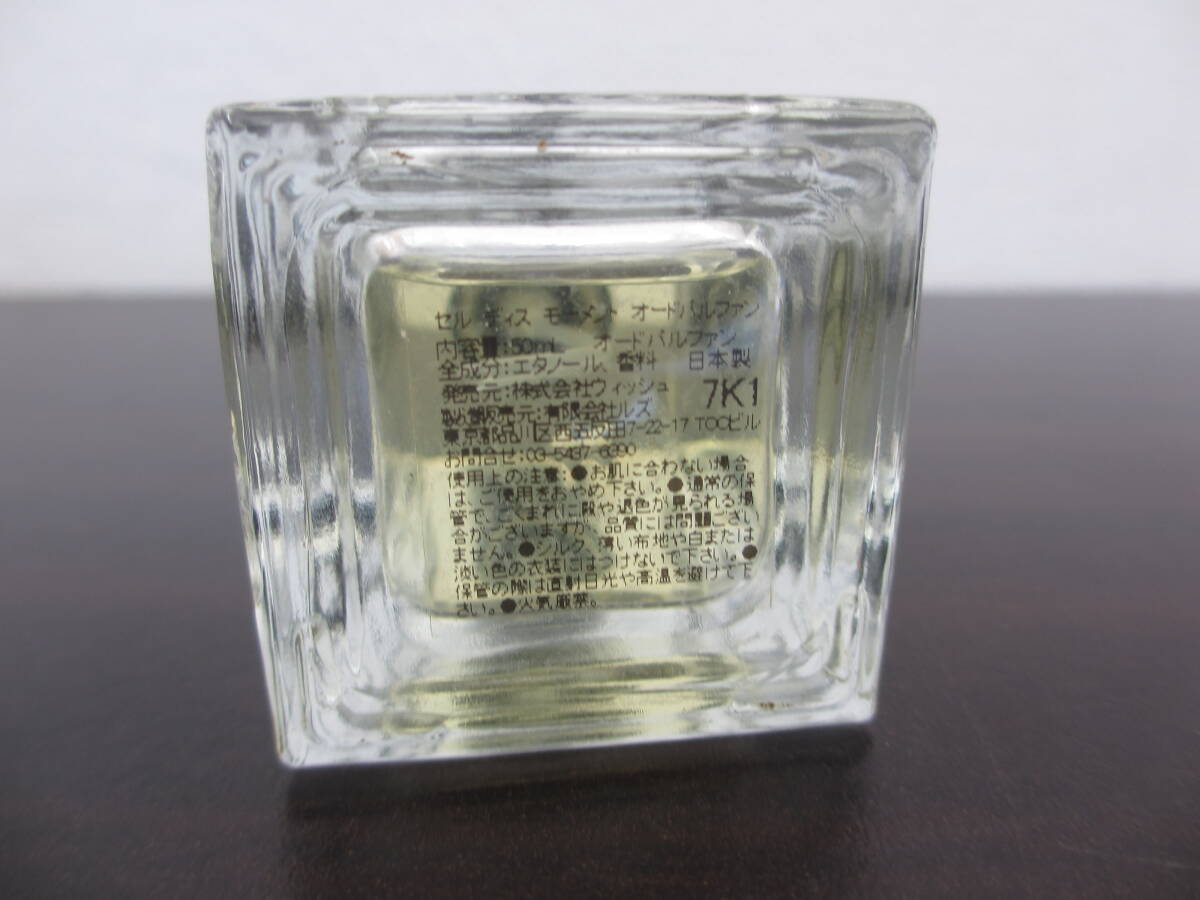 セル ディス モーメント オードパルファン
内容量:50mL オードパルファン
全成分:エタノール、香料 日本製
発売元:株式会社ウィッシュ 7K1
製造販売元:有限会社ルズ
東京都品川区西五反田7-22-17 TOCビル
お問合せ:03-5437-6390
使用上の注意:●お肌に合わない場合
は、ご使用をおやめ下さい。●通常の保
管で、ごくまれに澱や退色が見られる場
合がございますが、品質には問題ござい
ません。●シルク、薄い布地や白または
淡い色の衣装にはつけないで下さい。●
保管の際は直射日光や高温を避けて下
さい。●火気厳禁。